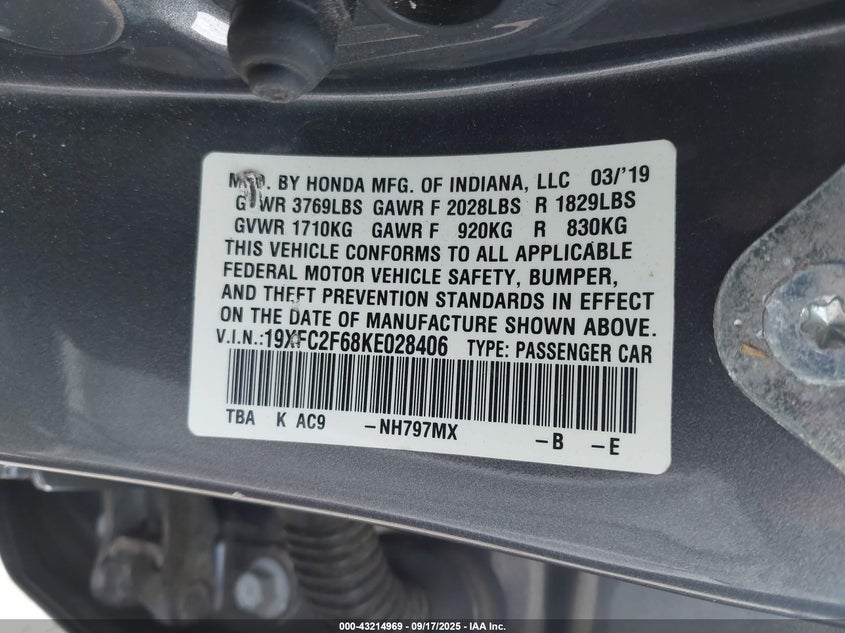 MFD. BY HONDA MFG. OF INDIANA, LLC 03/'19
GVWR 3769LBS GAWR F 2028LBS R 1829LBS
GVWR 1710KG GAWR F 920KG R 830KG
THIS VEHICLE CONFORMS TO ALL APPLICABLE
FEDERAL MOTOR VEHICLE SAFETY, BUMPER,
AND THEFT PREVENTION STANDARDS IN EFFECT
ON THE DATE OF MANUFACTURE SHOWN ABOVE.
V.I.N.:19XFC2F68KE028406 TYPE: PASSENGER CAR
TBA K AC9 -NH797MX -B -E
000-43214969 - 09/17/2025 - IAA Inc.